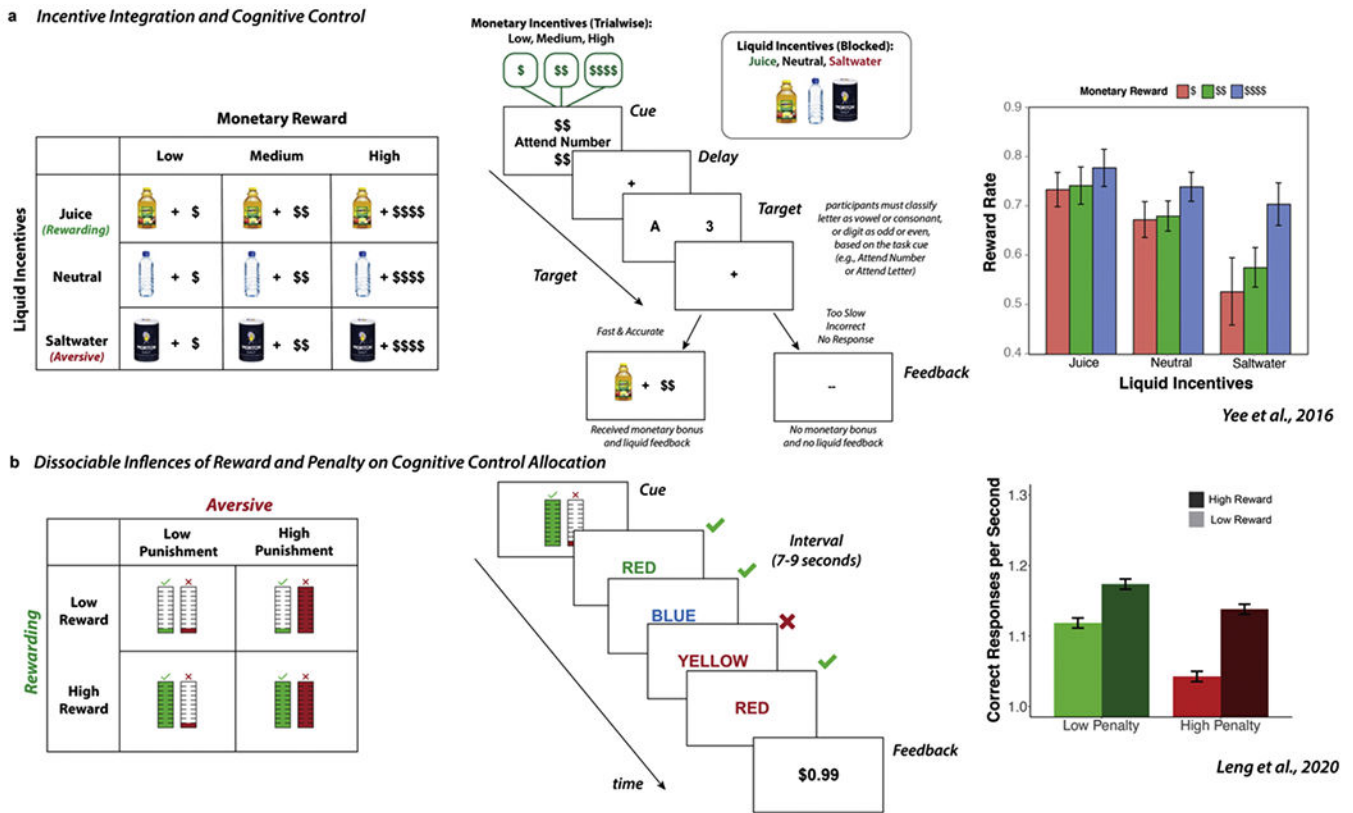 a Incentive Integration and Cognitive Control
Monetary Reward
Low Medium High
Liquid Incentives
Juice
(Rewarding)
+ $ + $$ + $$$$
Neutral
+ $ + $$ + $$$$
Saltwater
(Aversive)
+ $ + $$ + $$$$
Monetary Incentives (Trialwise):
Low, Medium, High
$ $$ $$$$
Liquid Incentives (Blocked):
Juice, Neutral, Saltwater
Cue
$$
Attend Number
$$
Delay
+
Target
A 3
participants must classify
letter as vowel or consonant,
or digit as odd or even,
based on the task cue
(e.g., Attend Number
or Attend Letter)
+
Target
Fast & Accurate
Too Slow
Incorrect
No Response
+ $$
--
Feedback
Received monetary bonus
and liquid feedback
No monetary bonus
and no liquid feedback
Monetary Reward $ $$ $$$$
Reward Rate
0.9
0.8
0.7
0.6
0.5
0.4
Juice Neutral Saltwater
Liquid Incentives
Yee et al., 2016
b Dissociable Inflences of Reward and Penalty on Cognitive Control Allocation
Aversive
Low
Punishment
High
Punishment
Rewarding
Low
Reward
High
Reward
Cue
Interval
(7-9 seconds)
RED
BLUE
YELLOW
RED
Feedback
$0.99
time
High Reward
Low Reward
Correct Responses per Second
1.3
1.2
1.1
1.0
Low Penalty High Penalty
Leng et al., 2020